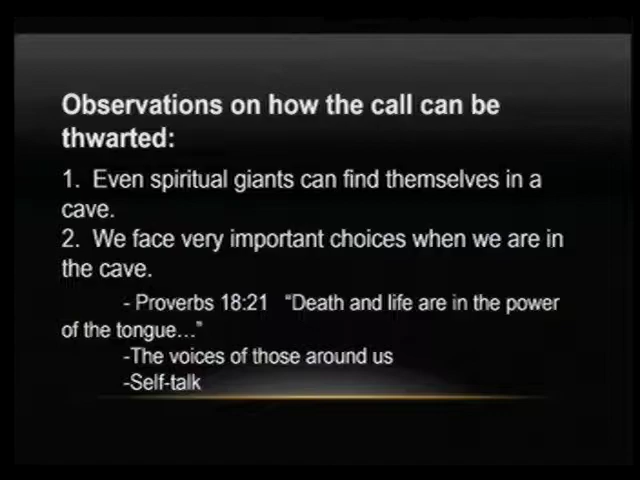 Observations on how the call can be
thwarted:
1.  Even spiritual giants can find themselves in a
cave.
2.  We face very important choices when we are in
the cave.
- Proverbs 18:21   “Death and life are in the power
of the tongue…”
-The voices of those around us
-Self-talk